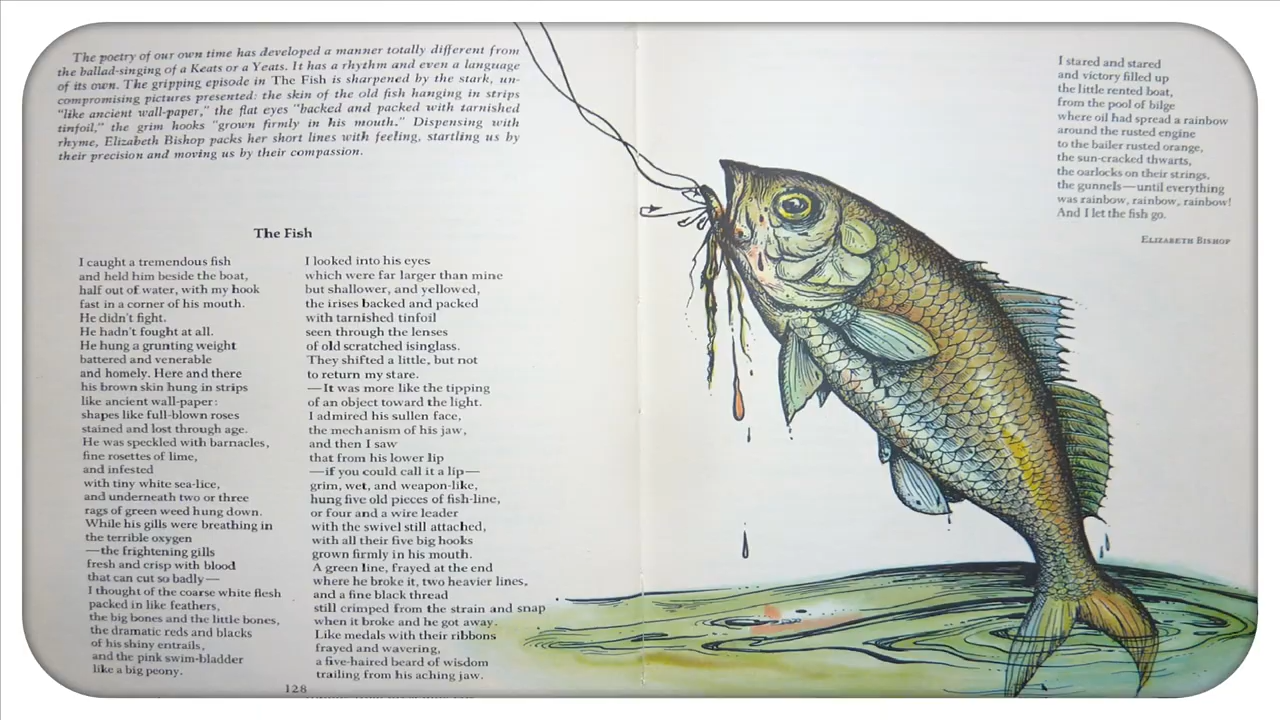 The poetry of our own time has developed a manner totally different from
the ballad-singing of a Keats or a Yeats. It has a rhythm and even a language
of its own. The gripping episode in The Fish is sharpened by the stark, un-
compromising pictures presented: the skin of the old fish hanging in strips
"like ancient wall-paper," the flat eyes "backed and packed with tarnished
tinfoil," the grim hooks "grown firmly in his mouth." Dispensing with
rhyme, Elizabeth Bishop packs her short lines with feeling, startling us by
their precision and moving us by their compassion.
The Fish
I caught a tremendous fish
and held him beside the boat,
half out of water, with my hook
fast in a corner of his mouth.
He didn't fight.
He hadn't fought at all.
He hung a grunting weight
battered and venerable
and homely. Here and there
his brown skin hung in strips
like ancient wall-paper:
shapes like full-blown roses
stained and lost through age.
He was speckled with barnacles,
fine rosettes of lime,
and infested
with tiny white sea-lice,
and underneath two or three
rags of green weed hung down.
While his gills were breathing in
the terrible oxygen
—the frightening gills
fresh and crisp with blood
that can cut so badly—
I thought of the coarse white flesh
packed in like feathers,
the big bones and the little bones,
the dramatic reds and blacks
of his shiny entrails,
and the pink swim-bladder
like a big peony.
I looked into his eyes
which were far larger than mine
but shallower, and yellowed,
the irises backed and packed
with tarnished tinfoil
seen through the lenses
of old scratched isinglass.
They shifted a little, but not
to return my stare.
—It was more like the tipping
of an object toward the light.
I admired his sullen face,
the mechanism of his jaw,
and then I saw
that from his lower lip
—if you could call it a lip—
grim, wet, and weapon-like,
hung five old pieces of fish-line,
or four and a wire leader
with the swivel still attached,
with all their five big hooks
grown firmly in his mouth.
A green line, frayed at the end
where he broke it, two heavier lines,
and a fine black thread
still crimped from the strain and snap
when it broke and he got away.
Like medals with their ribbons
frayed and wavering,
a five-haired beard of wisdom
trailing from his aching jaw.
128
I stared and stared
and victory filled up
the little rented boat,
from the pool of bilge
where oil had spread a rainbow
around the rusted engine
to the bailer rusted orange,
the sun-cracked thwarts,
the oarlocks on their strings,
the gunnels—until everything
was rainbow, rainbow, rainbow!
And I let the fish go.
ELIZABETH BISHOP